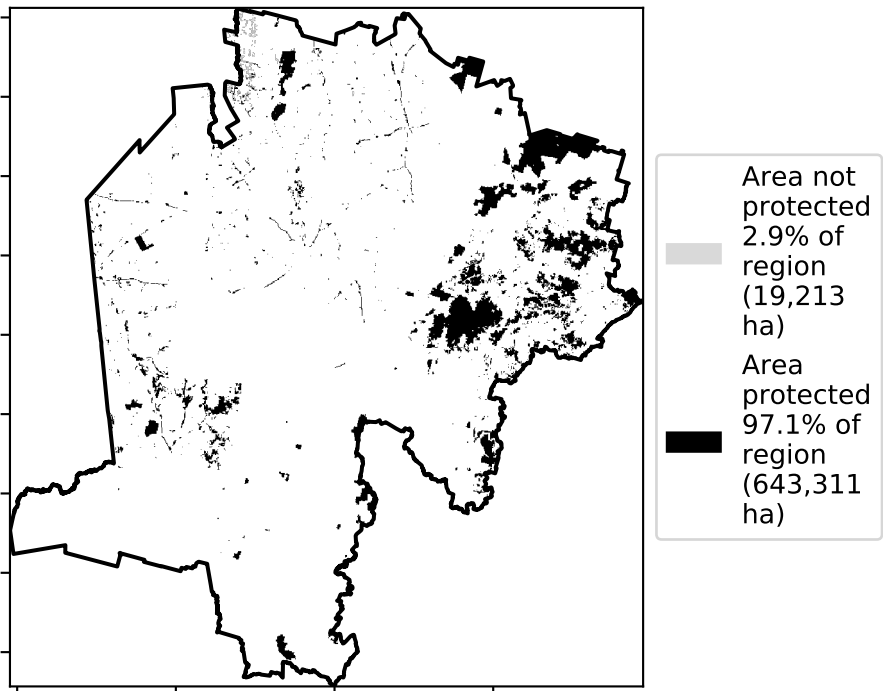 Area not
protected
2.9% of
region
(19,213
ha)
Area
protected
97.1% of
region
(643,311
ha)